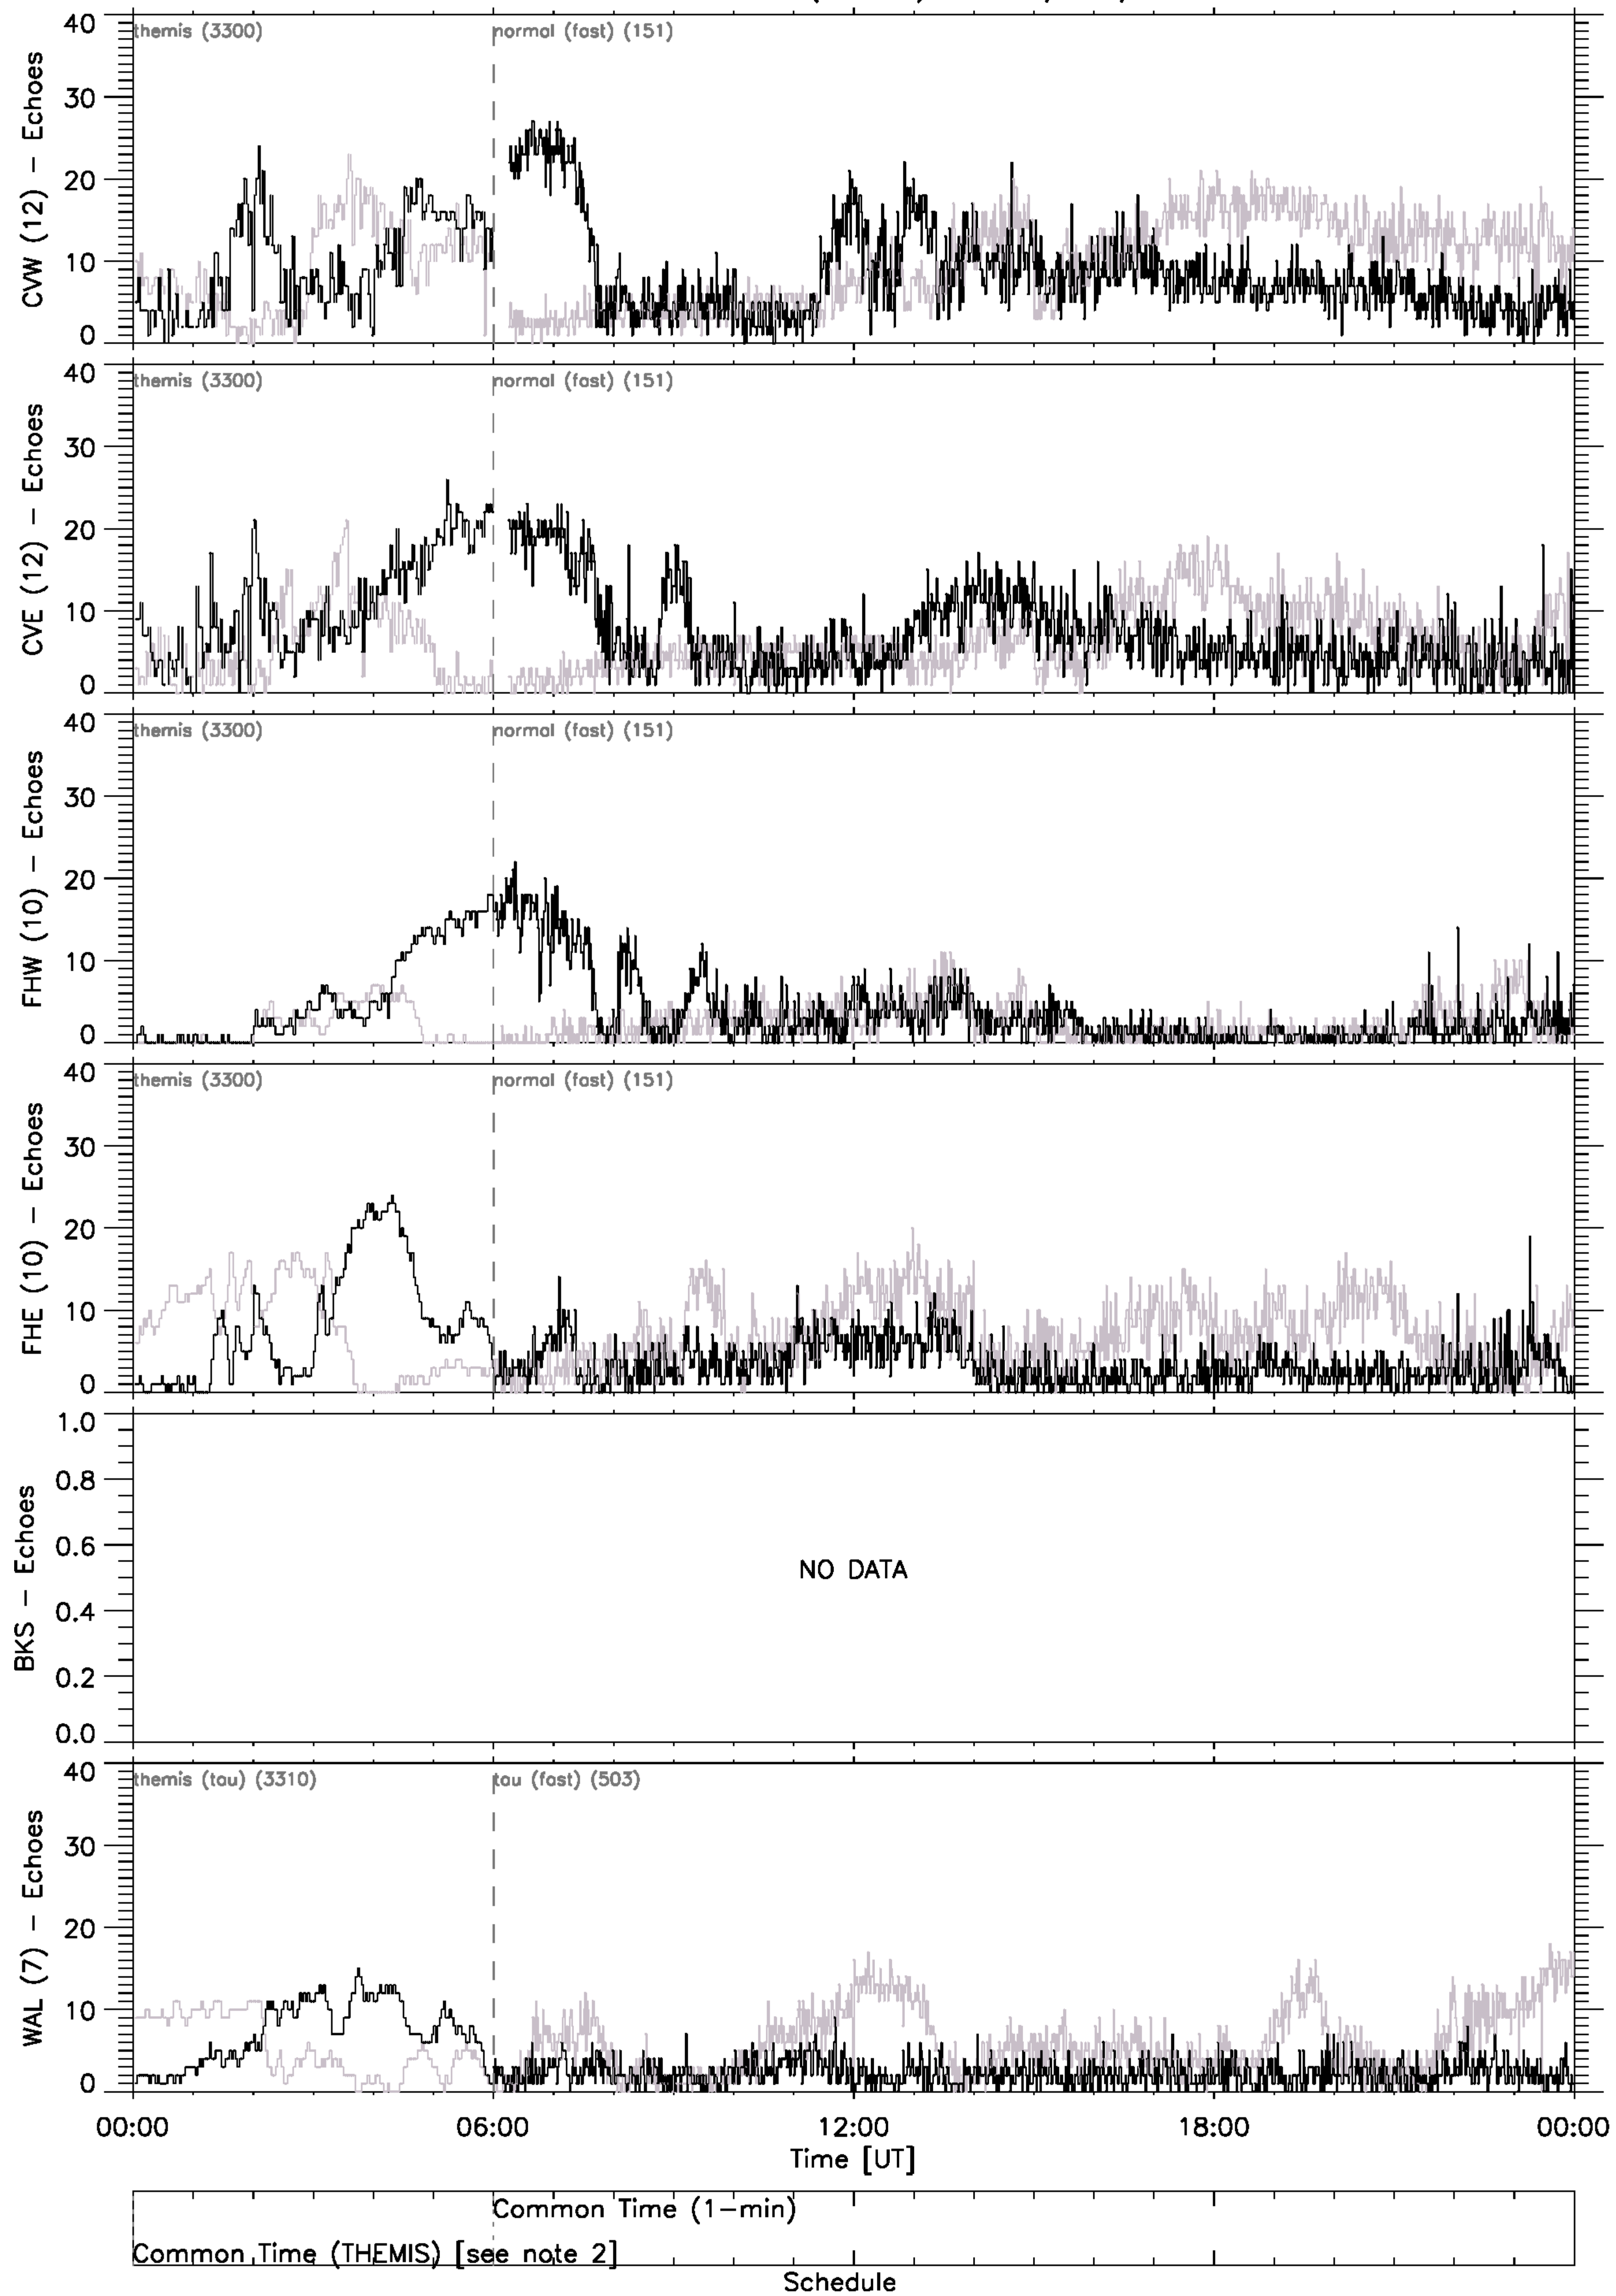 themis (3300) normal (fast) (151)
40
30
20
10
0
CVW (12) - Echoes
themis (3300) normal (fast) (151)
40
30
20
10
0
CVE (12) - Echoes
themis (3300) normal (fast) (151)
40
30
20
10
0
FHW (10) - Echoes
themis (3300) normal (fast) (151)
40
30
20
10
0
FHE (10) - Echoes
1.0
0.8
0.6
0.4
0.2
0.0
BKS - Echoes
NO DATA
themis (tau) (3310) tau (fast) (503)
40
30
20
10
0
WAL (7) - Echoes
00:00 06:00 12:00 18:00 00:00
Time [UT]
Common Time (1-min)
Common Time (THEMIS) [see note 2]
Schedule